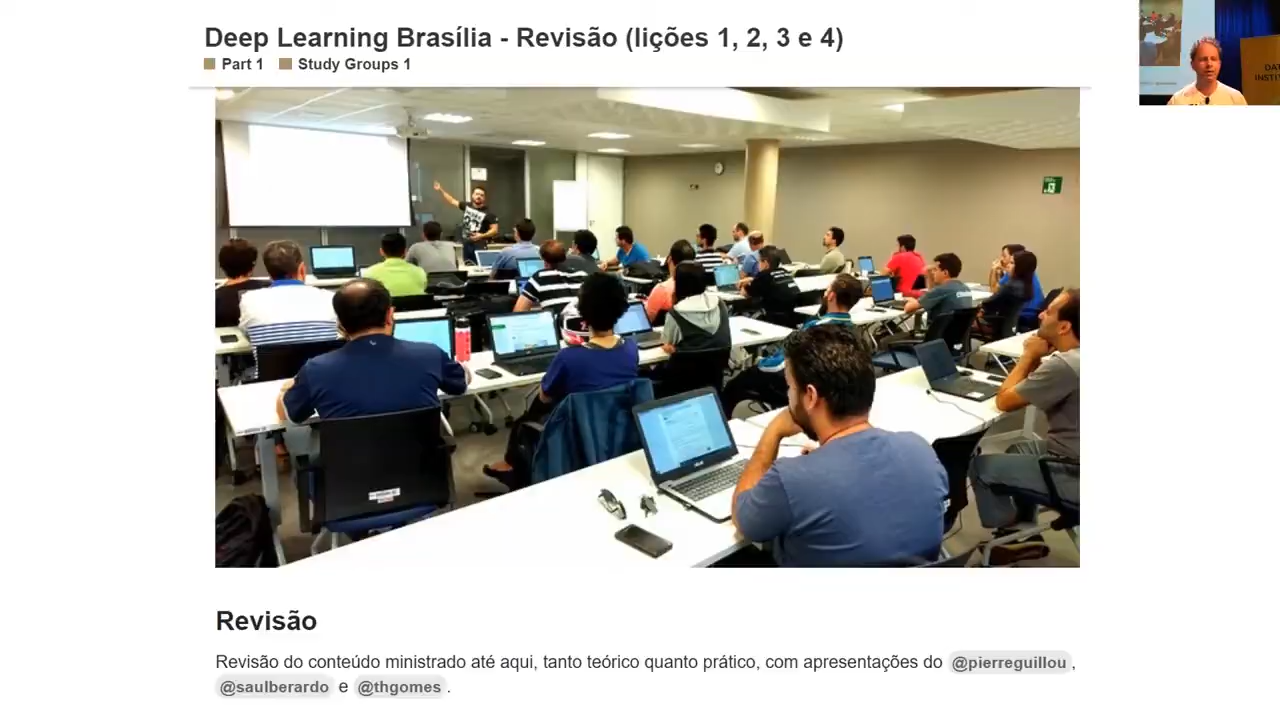 Deep Learning Brasília - Revisão (lições 1, 2, 3 e 4)
Part 1 Study Groups 1
Revisão
Revisão do conteúdo ministrado até aqui, tanto teórico quanto prático, com apresentações do @pierreguillou ,
@saulberardo e @thgomes .